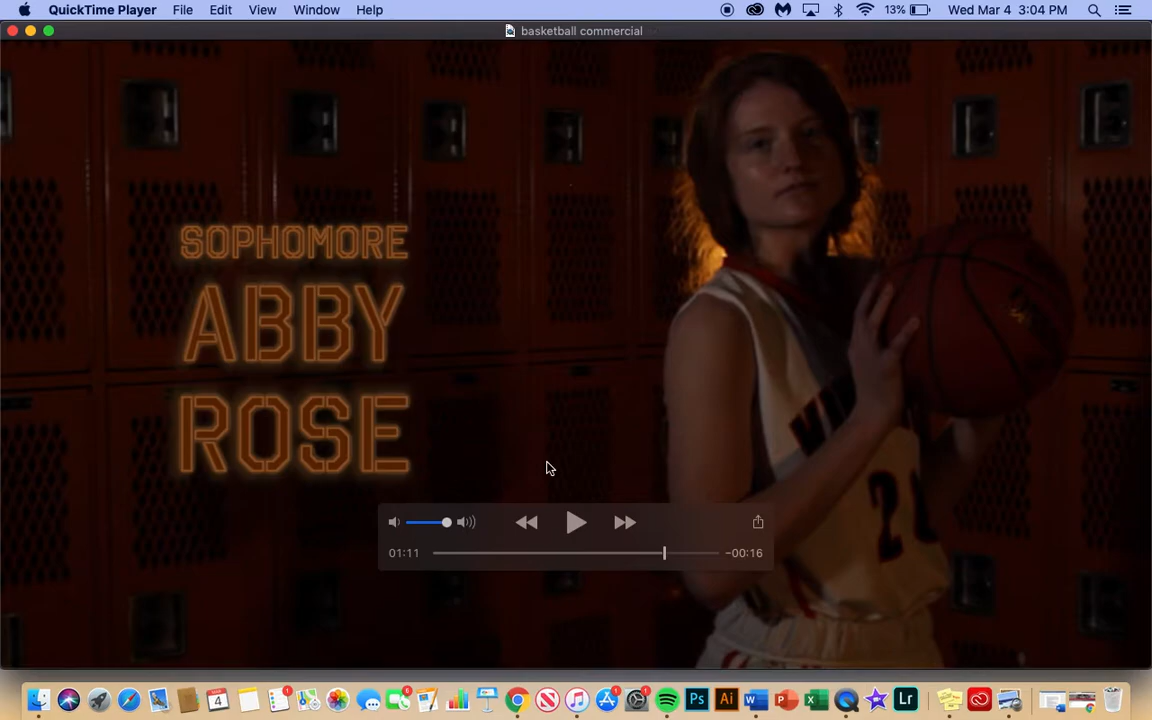 QuickTime Player File Edit View Window Help 13% Wed Mar 4 3:04 PM
basketball commercial
SOPHOMORE
ABBY
ROSE
01:11 -00:16